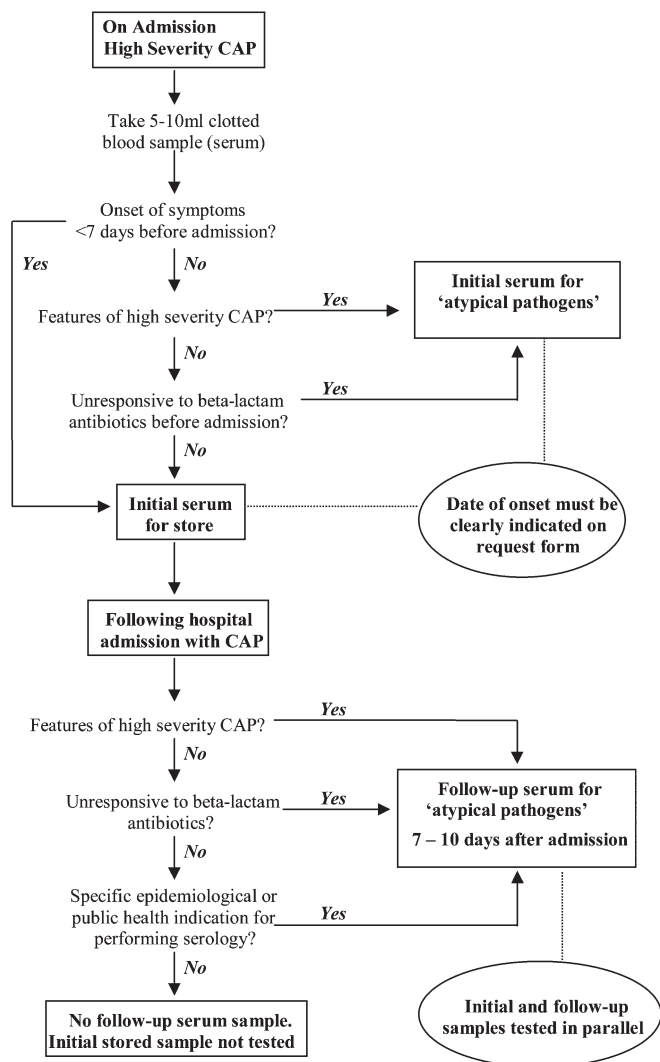 On Admission
High Severity CAP
Take 5-10ml clotted
blood sample (serum)
Onset of symptoms
<7 days before admission?
Yes
No
Initial serum for
‘atypical pathogens’
Features of high severity CAP?
Yes
No
Unresponsive to beta-lactam
antibiotics before admission?
Yes
No
Initial serum
for store
Date of onset must be
clearly indicated on
request form
Following hospital
admission with CAP
Features of high severity CAP?
Yes
No
Follow-up serum for
‘atypical pathogens’
7 – 10 days after admission
Unresponsive to beta-lactam
antibiotics?
Yes
No
Specific epidemiological or
public health indication for
performing serology?
Yes
No
No follow-up serum sample.
Initial stored sample not tested
Initial and follow-up
samples tested in parallel